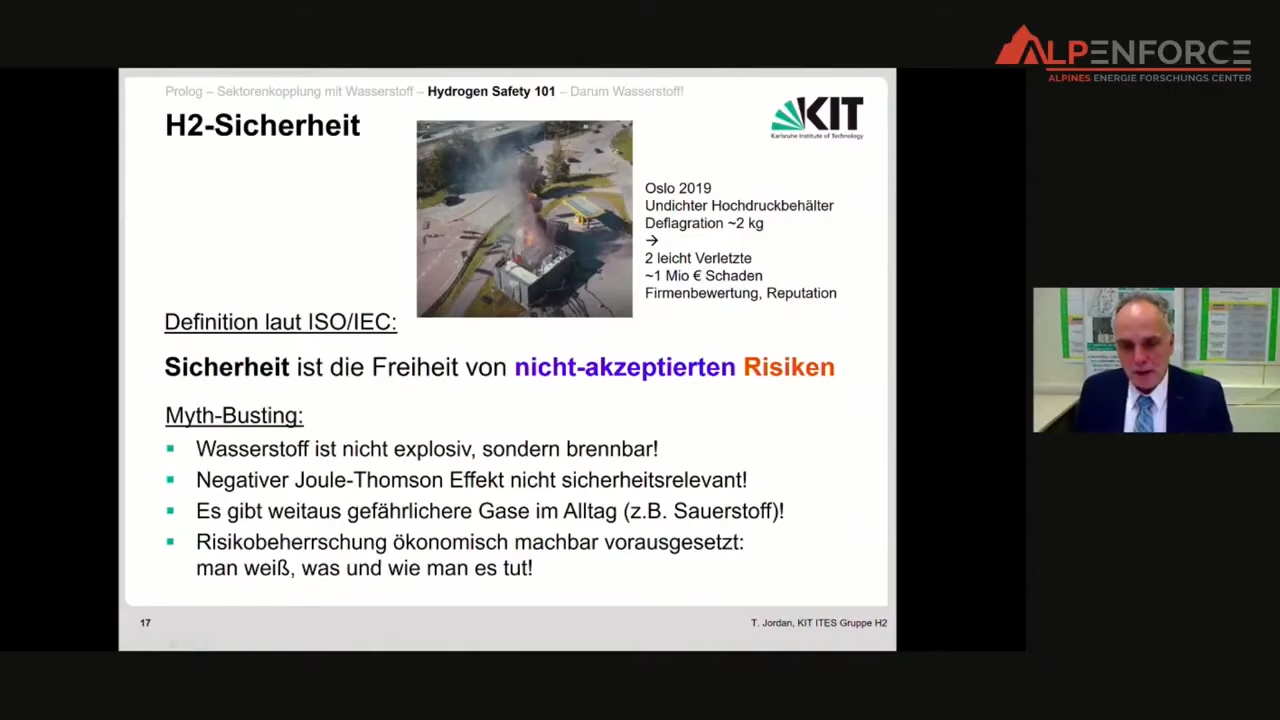 ALPENFORCE
ALPINES ENERGIE FORSCHUNGS CENTER
Prolog – Sektorenkopplung mit Wasserstoff – Hydrogen Safety 101 – Darum Wasserstoff!
H2-Sicherheit
KIT
Karlsruhe Institute of Technology
Oslo 2019
Undichter Hochdruckbehälter
Deflagration ~2 kg
→
2 leicht Verletzte
~1 Mio € Schaden
Firmenbewertung, Reputation
Definition laut ISO/IEC:
Sicherheit ist die Freiheit von nicht-akzeptierten Risiken
Myth-Busting:
▪ Wasserstoff ist nicht explosiv, sondern brennbar!
▪ Negativer Joule-Thomson Effekt nicht sicherheitsrelevant!
▪ Es gibt weitaus gefährlichere Gase im Alltag (z.B. Sauerstoff)!
▪ Risikobeherrschung ökonomisch machbar vorausgesetzt:
man weiß, was und wie man es tut!
17
T. Jordan, KIT ITES Gruppe H2